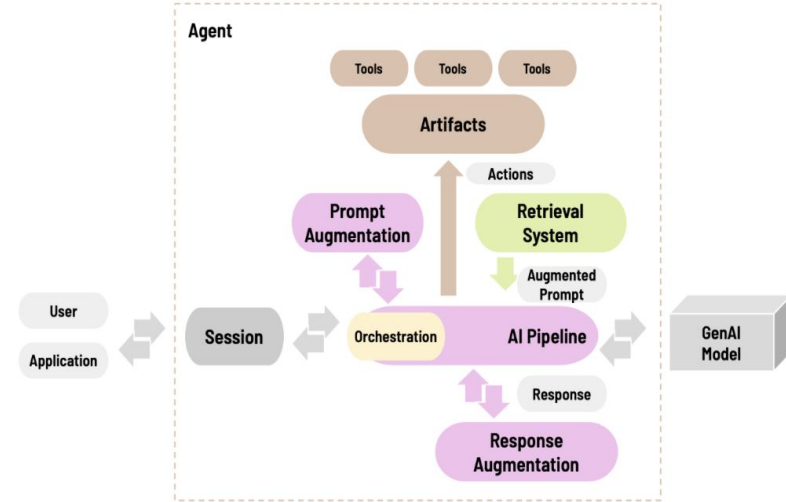 Agent
Tools
Tools
Tools
Artifacts
Actions
Prompt
Augmentation
Retrieval
System
Augmented
Prompt
User
Application
Session
Orchestration
AI Pipeline
GenAI
Model
Response
Response
Augmentation